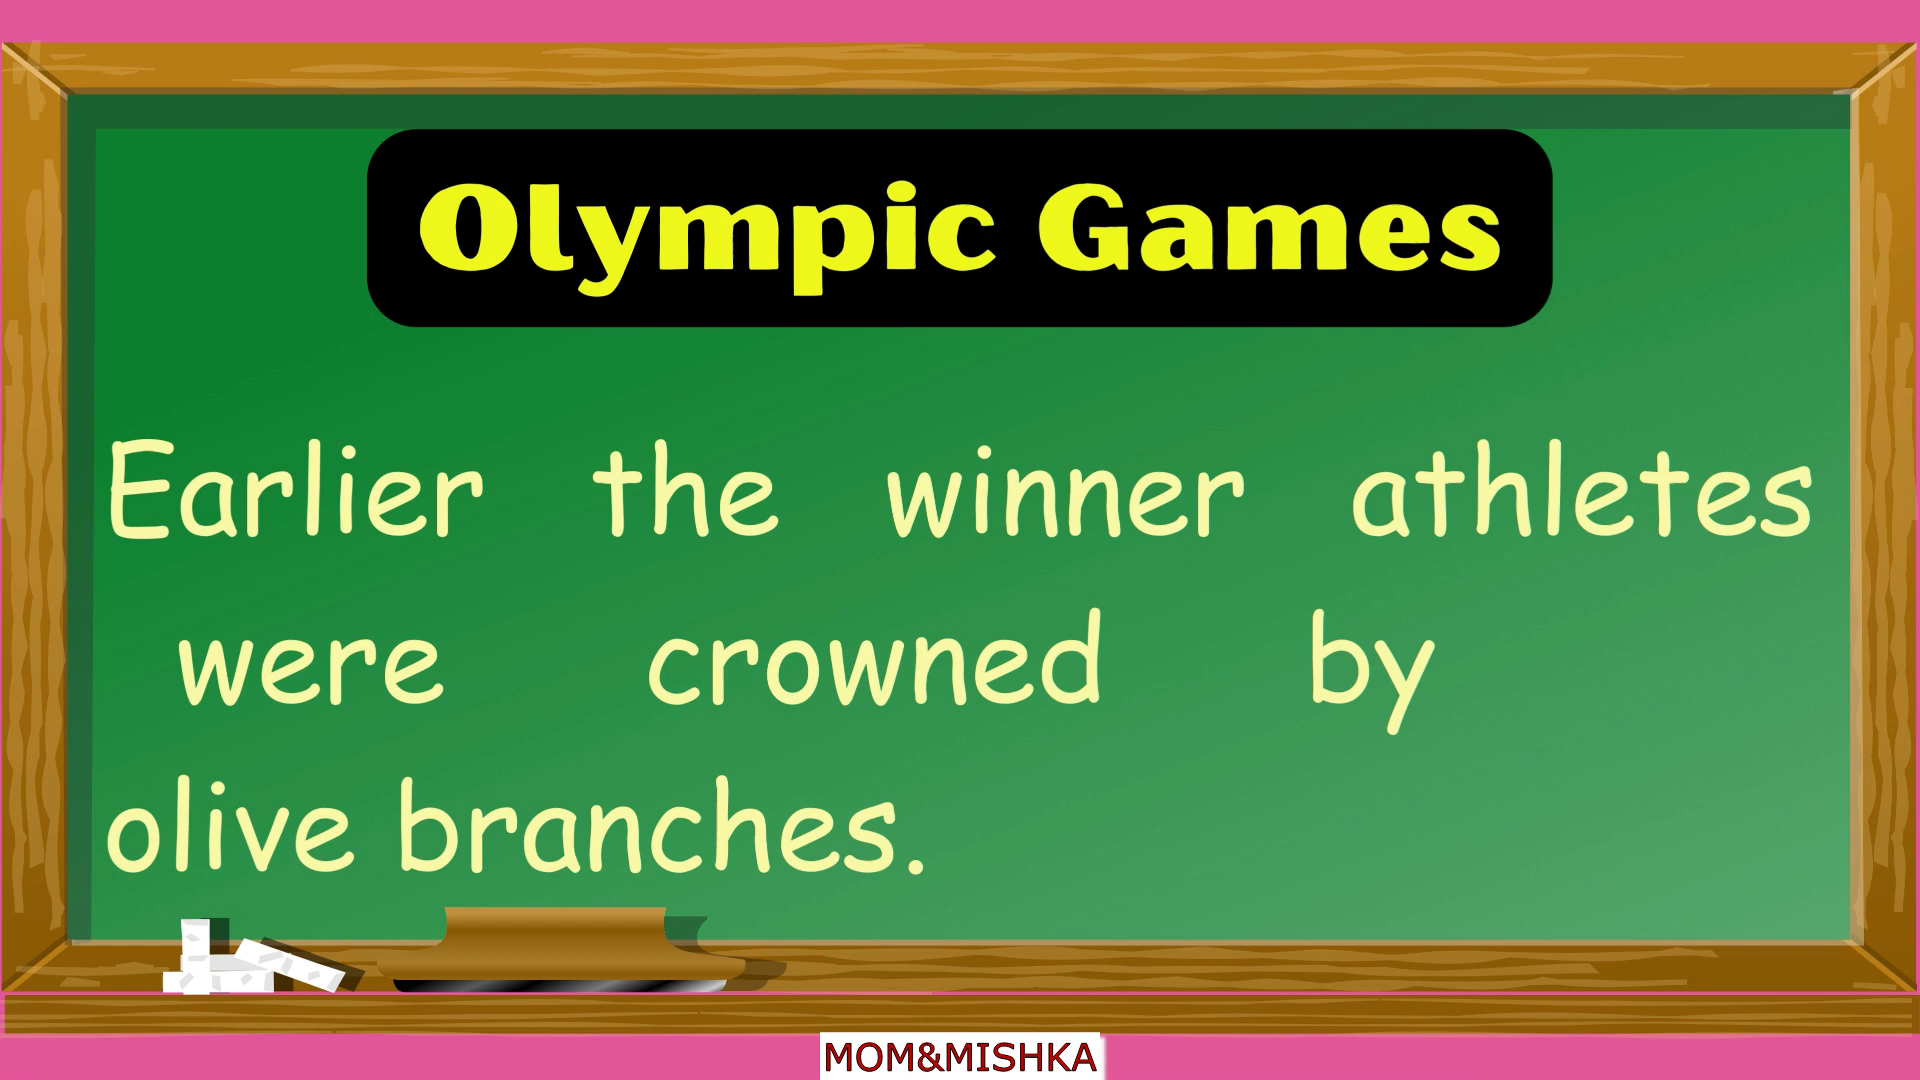 Olympic Games
Earlier the winner athletes
were crowned by
olive branches.
MOM&MISHKA